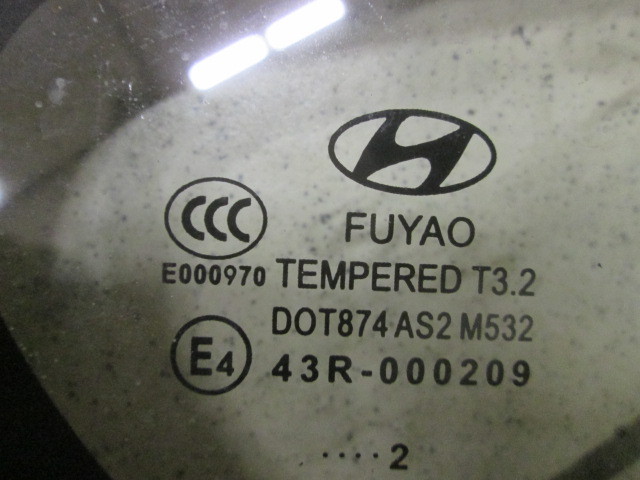 CCC
FUYAO
E000970 TEMPERED T3.2
DOT874 AS2 M532
E4 43R-000209
....2